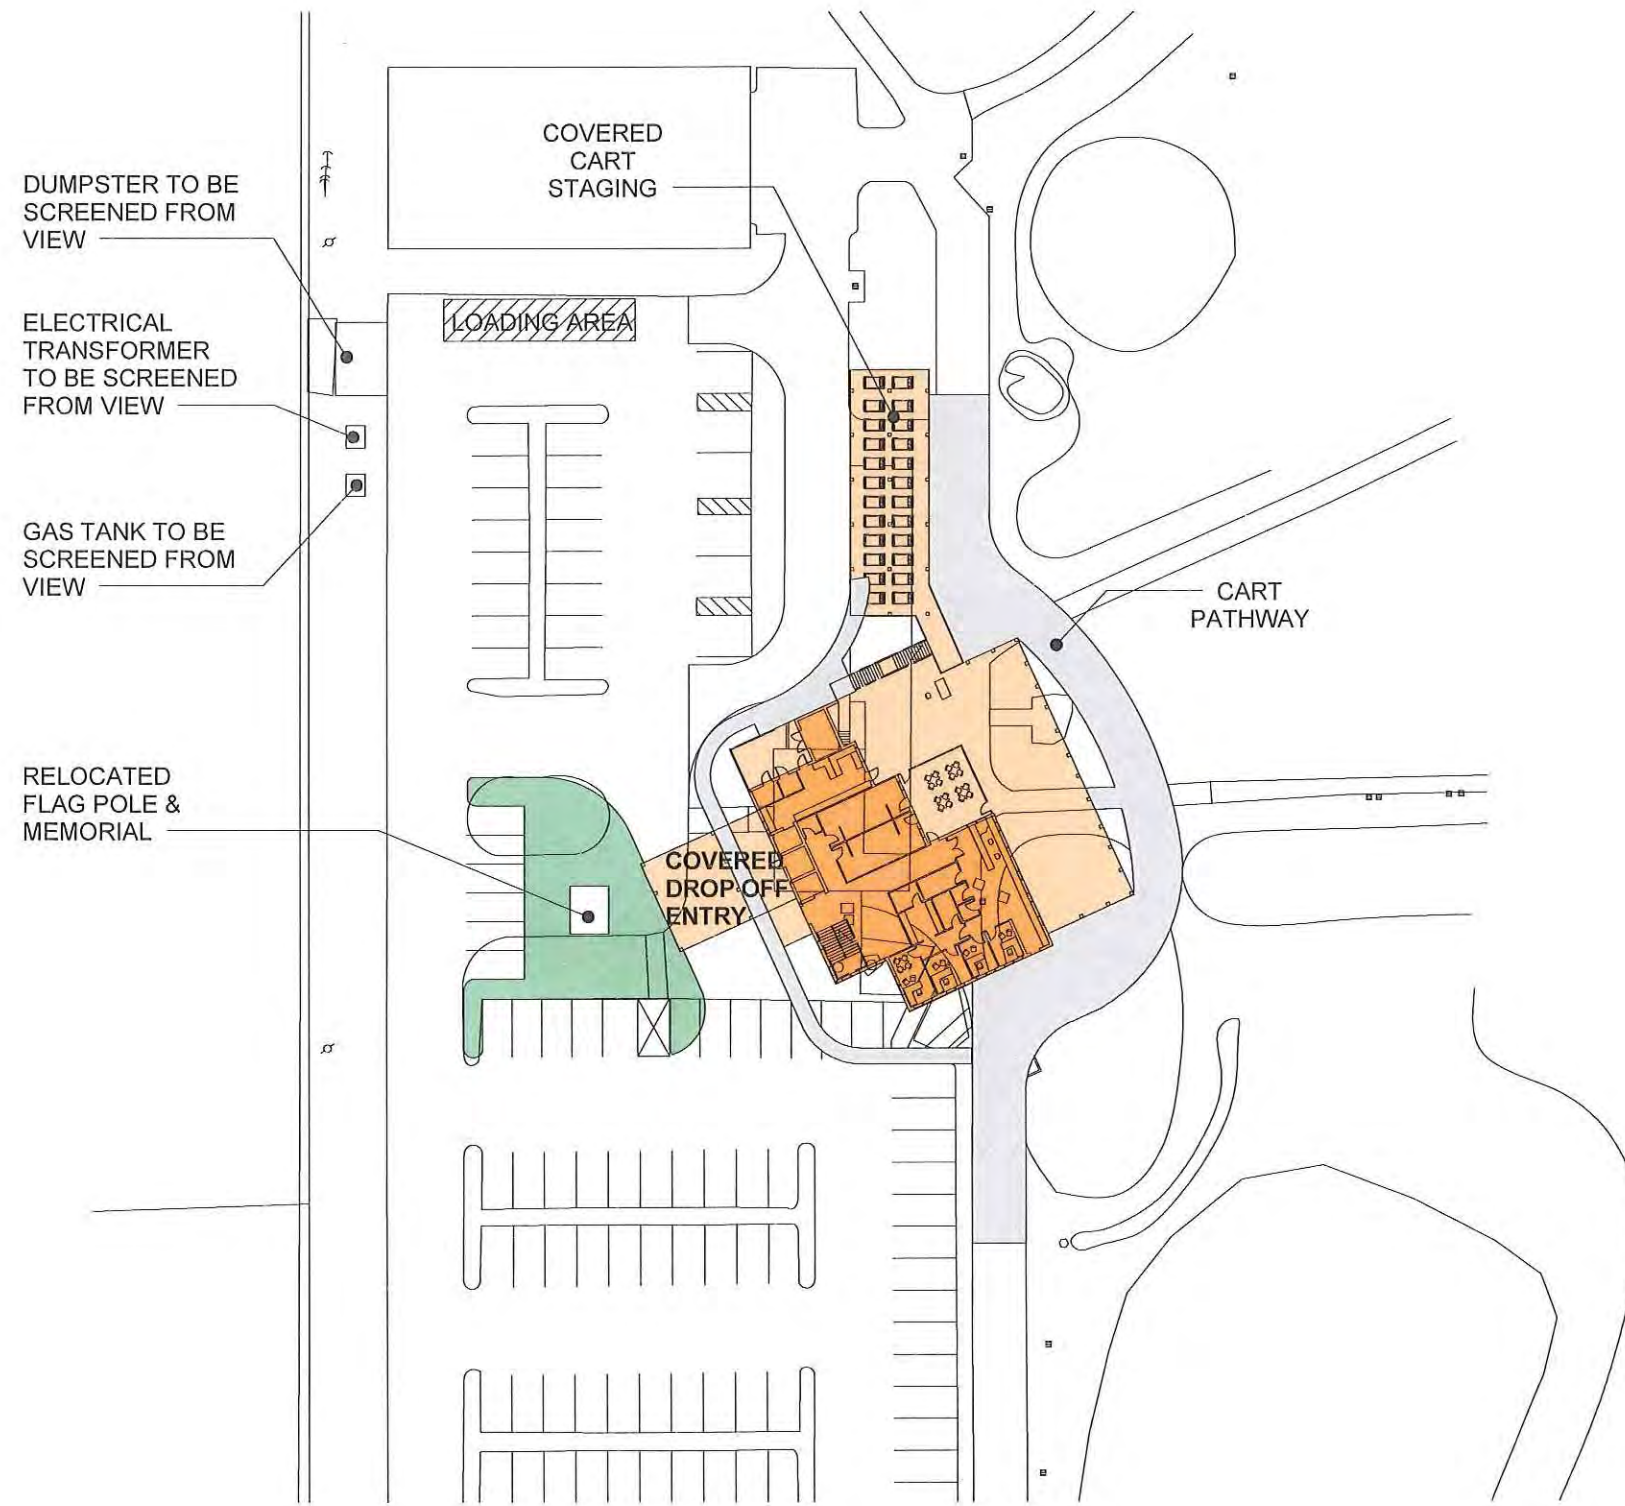 COVERED
CART
STAGING
DUMPSTER TO BE
SCREENED FROM
VIEW
LOADING AREA
ELECTRICAL
TRANSFORMER
TO BE SCREENED
FROM VIEW
GAS TANK TO BE
SCREENED FROM
VIEW
CART
PATHWAY
RELOCATED
FLAG POLE &
MEMORIAL
COVERED
DROP-OFF
ENTRY